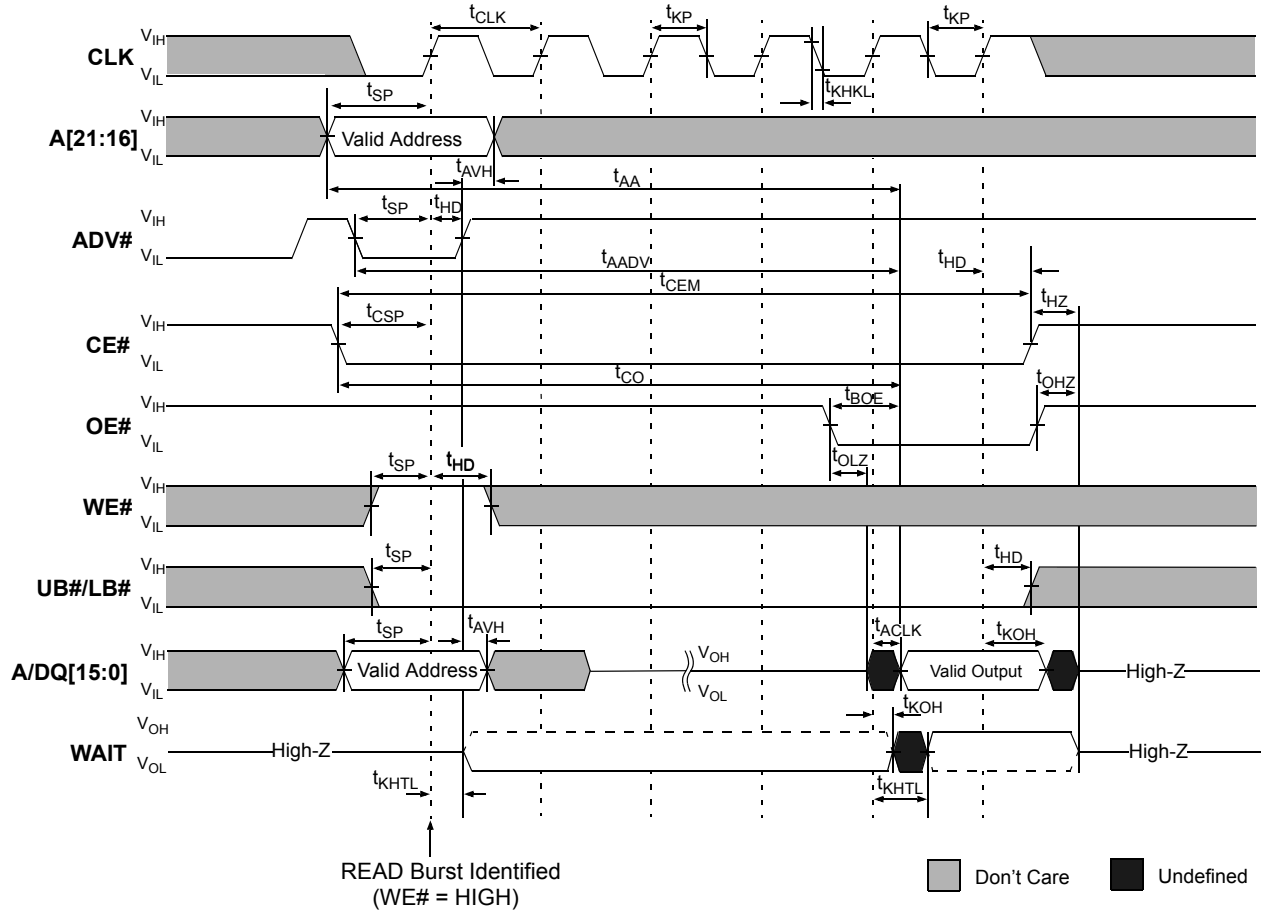 tCLK tKP tKP
VIH
CLK
VIL
tSP tKHKL
VIH
A[21:16] Valid Address
VIL
tAVH tAA
tSP tHD
VIH
ADV#
VIL
tAADV tHD
tCEM
tCSP tHZ
VIH
CE#
VIL
tCO
tBOE tOHZ
VIH
OE#
VIL
tOLZ
tSP tHD
VIH
WE#
VIL
tSP tHD
VIH
UB#/LB#
VIL
tSP tAVH tACLK tKOH
VIH VOH
A/DQ[15:0] Valid Address Valid Output High-Z
VIL VOL
tKOH
VOH
WAIT High-Z High-Z
VOL
tKHTL tKHTL
READ Burst Identified
(WE# = HIGH)
Don't Care Undefined